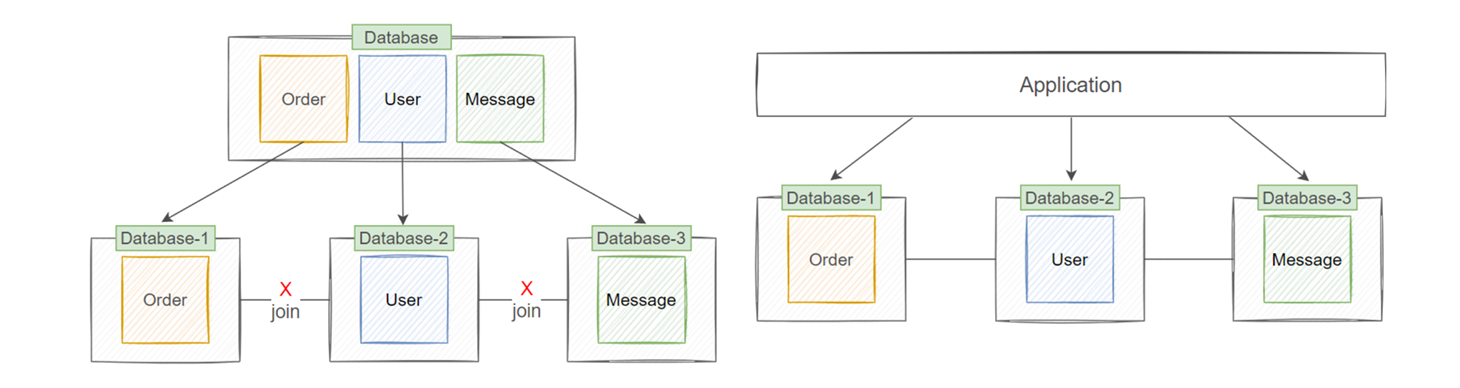 Database
Order
User
Message
Database-1
Database-2
Database-3
Order
X
join
User
X
join
Message
Application
Database-1
Database-2
Database-3
Order
User
Message